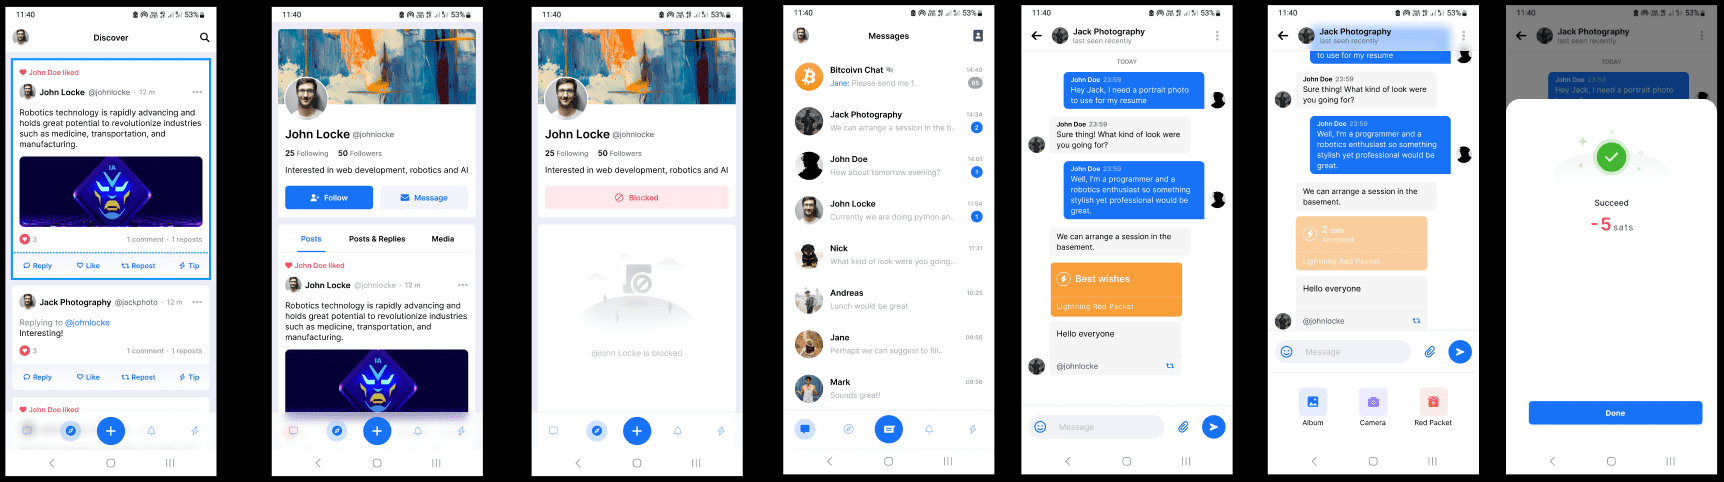 11:40
53%
Discover
John Doe liked
John Locke @johnlocke · 12 m
Robotics technology is rapidly advancing and
holds great potential to revolutionize industries
such as medicine, transportation, and
manufacturing.
IA
3
1 comment · 1 reposts
Reply
Like
Repost
Tip
Jack Photography @jackphoto · 12 m
Replying to @johnlocke
Interesting!
3
1 comment · 1 reposts
Reply
Like
Repost
Tip
John Doe liked
11:40
53%
John Locke @johnlocke
25 Following 50 Followers
Interested in web development, robotics and AI
Follow
Message
Posts
Posts & Replies
Media
John Doe liked
John Locke @johnlocke · 12 m
Robotics technology is rapidly advancing and
holds great potential to revolutionize industries
such as medicine, transportation, and
manufacturing.
IA
11:40
53%
John Locke @johnlocke
25 Following 50 Followers
Interested in web development, robotics and AI
Blocked
@john Locke is blocked
11:40
53%
Messages
Bitcoivn Chat
14:40
Jane: Please send me 1..
65
Jack Photography
14:34
We can arrange a session in the b..
2
John Doe
14:01
How about tomorrow evening?
1
John Locke
11:54
Currently we are doing python an..
1
Nick
11:31
What kind of look were you going..
Andreas
10:25
Lunch would be great
Jane
09:56
Perhaps we can suggest to fill..
Mark
09:56
Sounds great!
11:40
53%
Jack Photography
last seen recently
TODAY
John Doe 23:59
Hey Jack, I need a portrait photo
to use for my resume
John Doe 23:59
Sure thing! What kind of look were
you going for?
John Doe 23:59
Well, I'm a programmer and a
robotics enthusiast so something
stylish yet professional would be
great.
We can arrange a session in the
basement.
Best wishes
Lightning Red Packet
Hello everyone
@johnlocke
Message
11:40
53%
Jack Photography
last seen recently
to use for my resume
John Doe 23:59
Sure thing! What kind of look were
you going for?
John Doe 23:59
Well, I'm a programmer and a
robotics enthusiast so something
stylish yet professional would be
great.
We can arrange a session in the
basement.
2 sats
Accepted
Lightning Red Packet
Hello everyone
@johnlocke
Message
Album
Camera
Red Packet
11:40
53%
Jack Photography
last seen recently
TODAY
John Doe 23:59
Hey Jack, I need a portrait photo
Succeed
-5 sats
Done